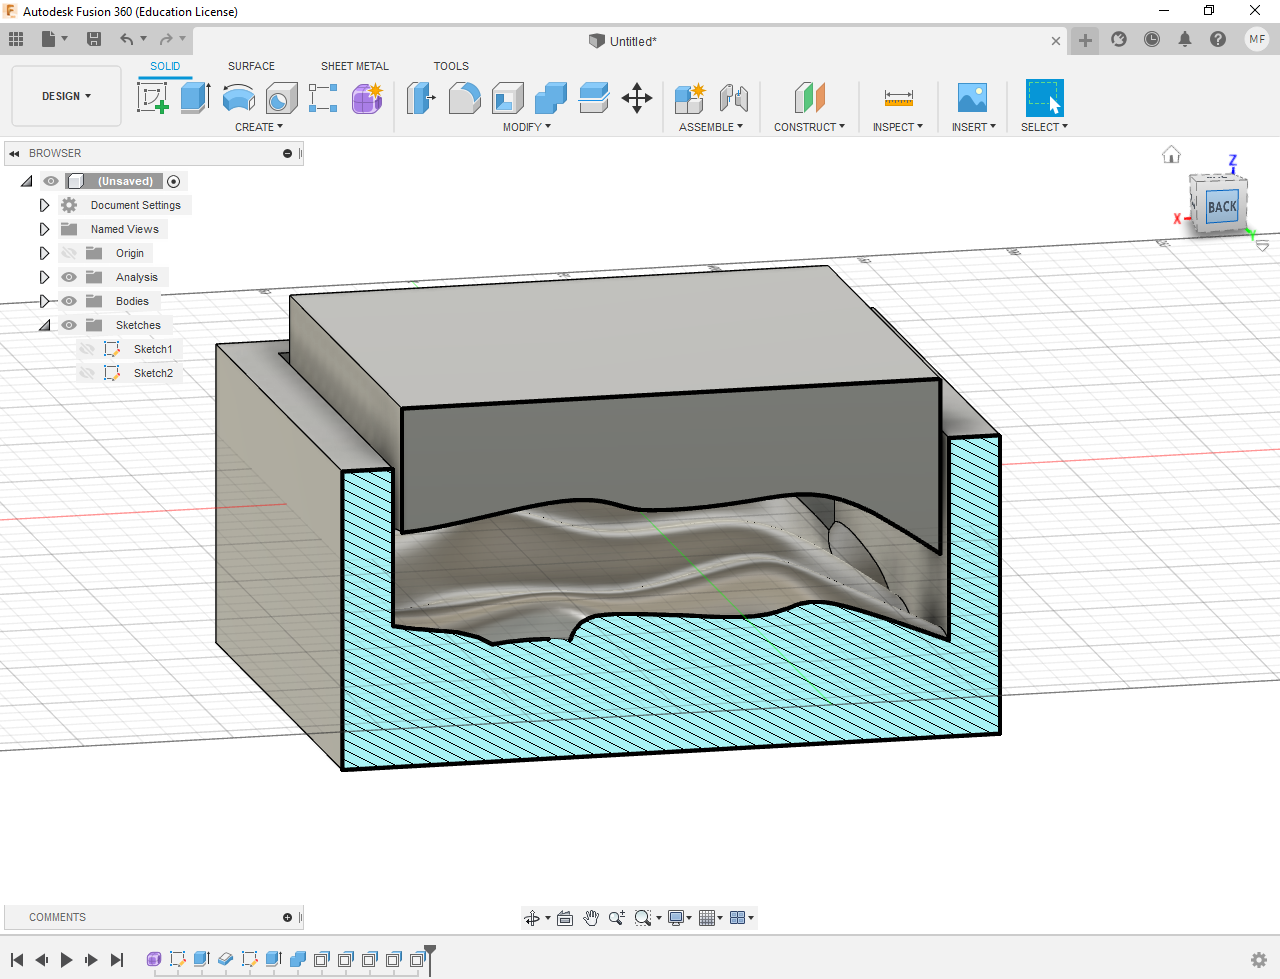 Autodesk Fusion 360 (Education License)
Untitled*
MF
DESIGN
SOLID
SURFACE
SHEET METAL
TOOLS
CREATE
MODIFY
ASSEMBLE
CONSTRUCT
INSPECT
INSERT
SELECT
BROWSER
(Unsaved)
Document Settings
Named Views
Origin
Analysis
Bodies
Sketches
Sketch1
Sketch2
Z
X
BACK
Y
COMMENTS